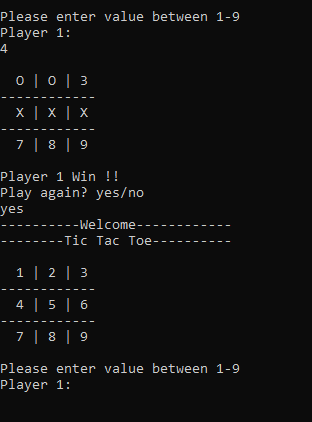 Please enter value between 1-9
Player 1:
4
O | O | 3
------------
X | X | X
------------
7 | 8 | 9
Player 1 Win !!
Play again? yes/no
yes
----------Welcome------------
--------Tic Tac Toe----------
1 | 2 | 3
------------
4 | 5 | 6
------------
7 | 8 | 9
Please enter value between 1-9
Player 1: